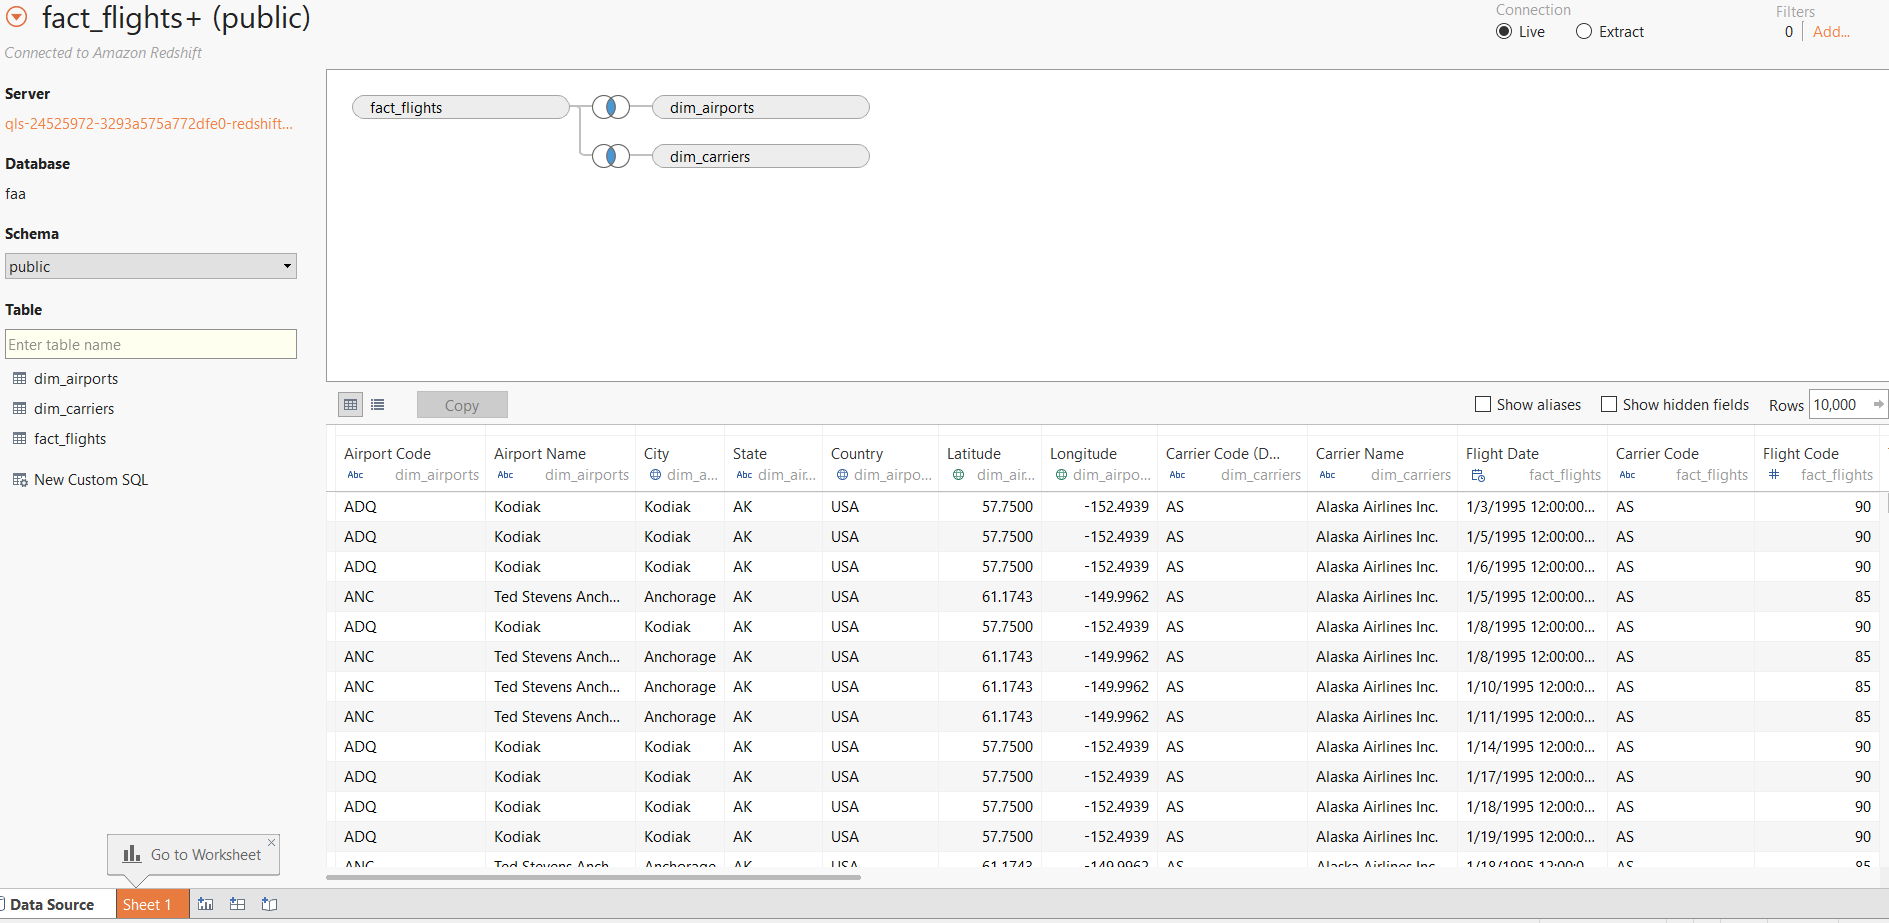 fact_flights+ (public)
Connected to Amazon Redshift
Connection
Live Extract
Filters
0 Add...
Server
qls-24525972-3293a575a772dfe0-redshift...
Database
faa
Schema
public
Table
Enter table name
dim_airports
dim_carriers
fact_flights
New Custom SQL
fact_flights dim_airports
dim_carriers
Copy Show aliases Show hidden fields Rows 10,000
Airport Code Airport Name City State Country Latitude Longitude Carrier Code (D... Carrier Name Flight Date Carrier Code Flight Code
Abc dim_airports Abc dim_airports dim_a... Abc dim_air... dim_airpo... dim_air... dim_airpo... Abc dim_carriers Abc dim_carriers fact_flights Abc fact_flights # fact_flights
ADQ Kodiak Kodiak AK USA 57.7500 -152.4939 AS Alaska Airlines Inc. 1/3/1995 12:00:00... AS 90
ADQ Kodiak Kodiak AK USA 57.7500 -152.4939 AS Alaska Airlines Inc. 1/5/1995 12:00:00... AS 90
ADQ Kodiak Kodiak AK USA 57.7500 -152.4939 AS Alaska Airlines Inc. 1/6/1995 12:00:00... AS 90
ANC Ted Stevens Anch... Anchorage AK USA 61.1743 -149.9962 AS Alaska Airlines Inc. 1/5/1995 12:00:00... AS 85
ADQ Kodiak Kodiak AK USA 57.7500 -152.4939 AS Alaska Airlines Inc. 1/8/1995 12:00:00... AS 90
ANC Ted Stevens Anch... Anchorage AK USA 61.1743 -149.9962 AS Alaska Airlines Inc. 1/8/1995 12:00:00... AS 85
ANC Ted Stevens Anch... Anchorage AK USA 61.1743 -149.9962 AS Alaska Airlines Inc. 1/10/1995 12:00:0... AS 85
ANC Ted Stevens Anch... Anchorage AK USA 61.1743 -149.9962 AS Alaska Airlines Inc. 1/11/1995 12:00:0... AS 85
ADQ Kodiak Kodiak AK USA 57.7500 -152.4939 AS Alaska Airlines Inc. 1/14/1995 12:00:0... AS 90
ADQ Kodiak Kodiak AK USA 57.7500 -152.4939 AS Alaska Airlines Inc. 1/17/1995 12:00:0... AS 90
ADQ Kodiak Kodiak AK USA 57.7500 -152.4939 AS Alaska Airlines Inc. 1/18/1995 12:00:0... AS 90
ADQ Kodiak Kodiak AK USA 57.7500 -152.4939 AS Alaska Airlines Inc. 1/19/1995 12:00:0... AS 90
ANC Ted Stevens Anch... Anchorage AK USA 61.1743 -149.9962 AS Alaska Airlines Inc. 1/18/1995 12:00:0... AS 85
Go to Worksheet
Data Source Sheet 1